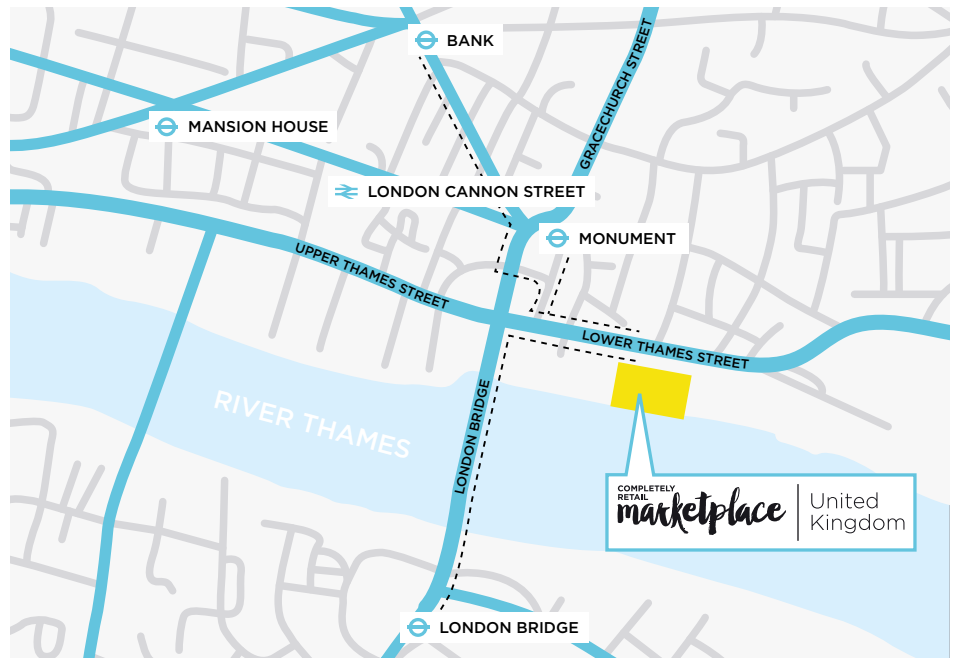 BANK
GRACECHURCH STREET
MANSION HOUSE
LONDON CANNON STREET
MONUMENT
UPPER THAMES STREET
LOWER THAMES STREET
RIVER THAMES
LONDON BRIDGE
COMPLETELY
RETAIL
marketplace
United
Kingdom
LONDON BRIDGE